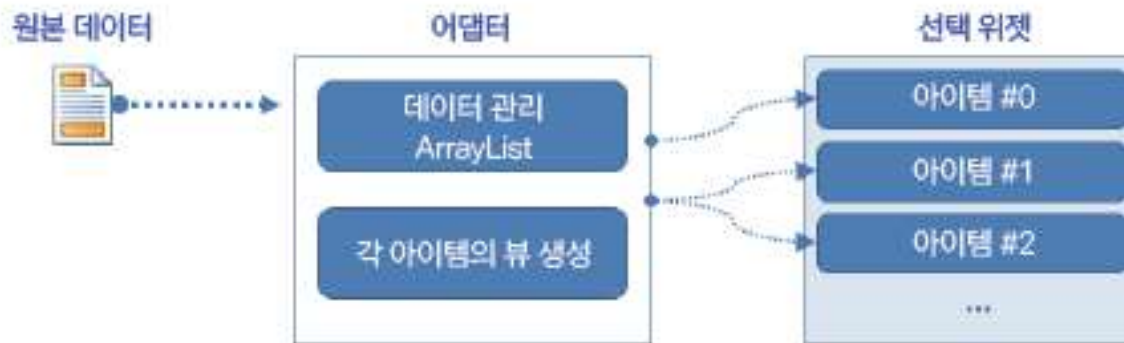 원본 데이터
어댑터
선택 위젯
데이터 관리
ArrayList
각 아이템의 뷰 생성
아이템 #0
아이템 #1
아이템 #2
...